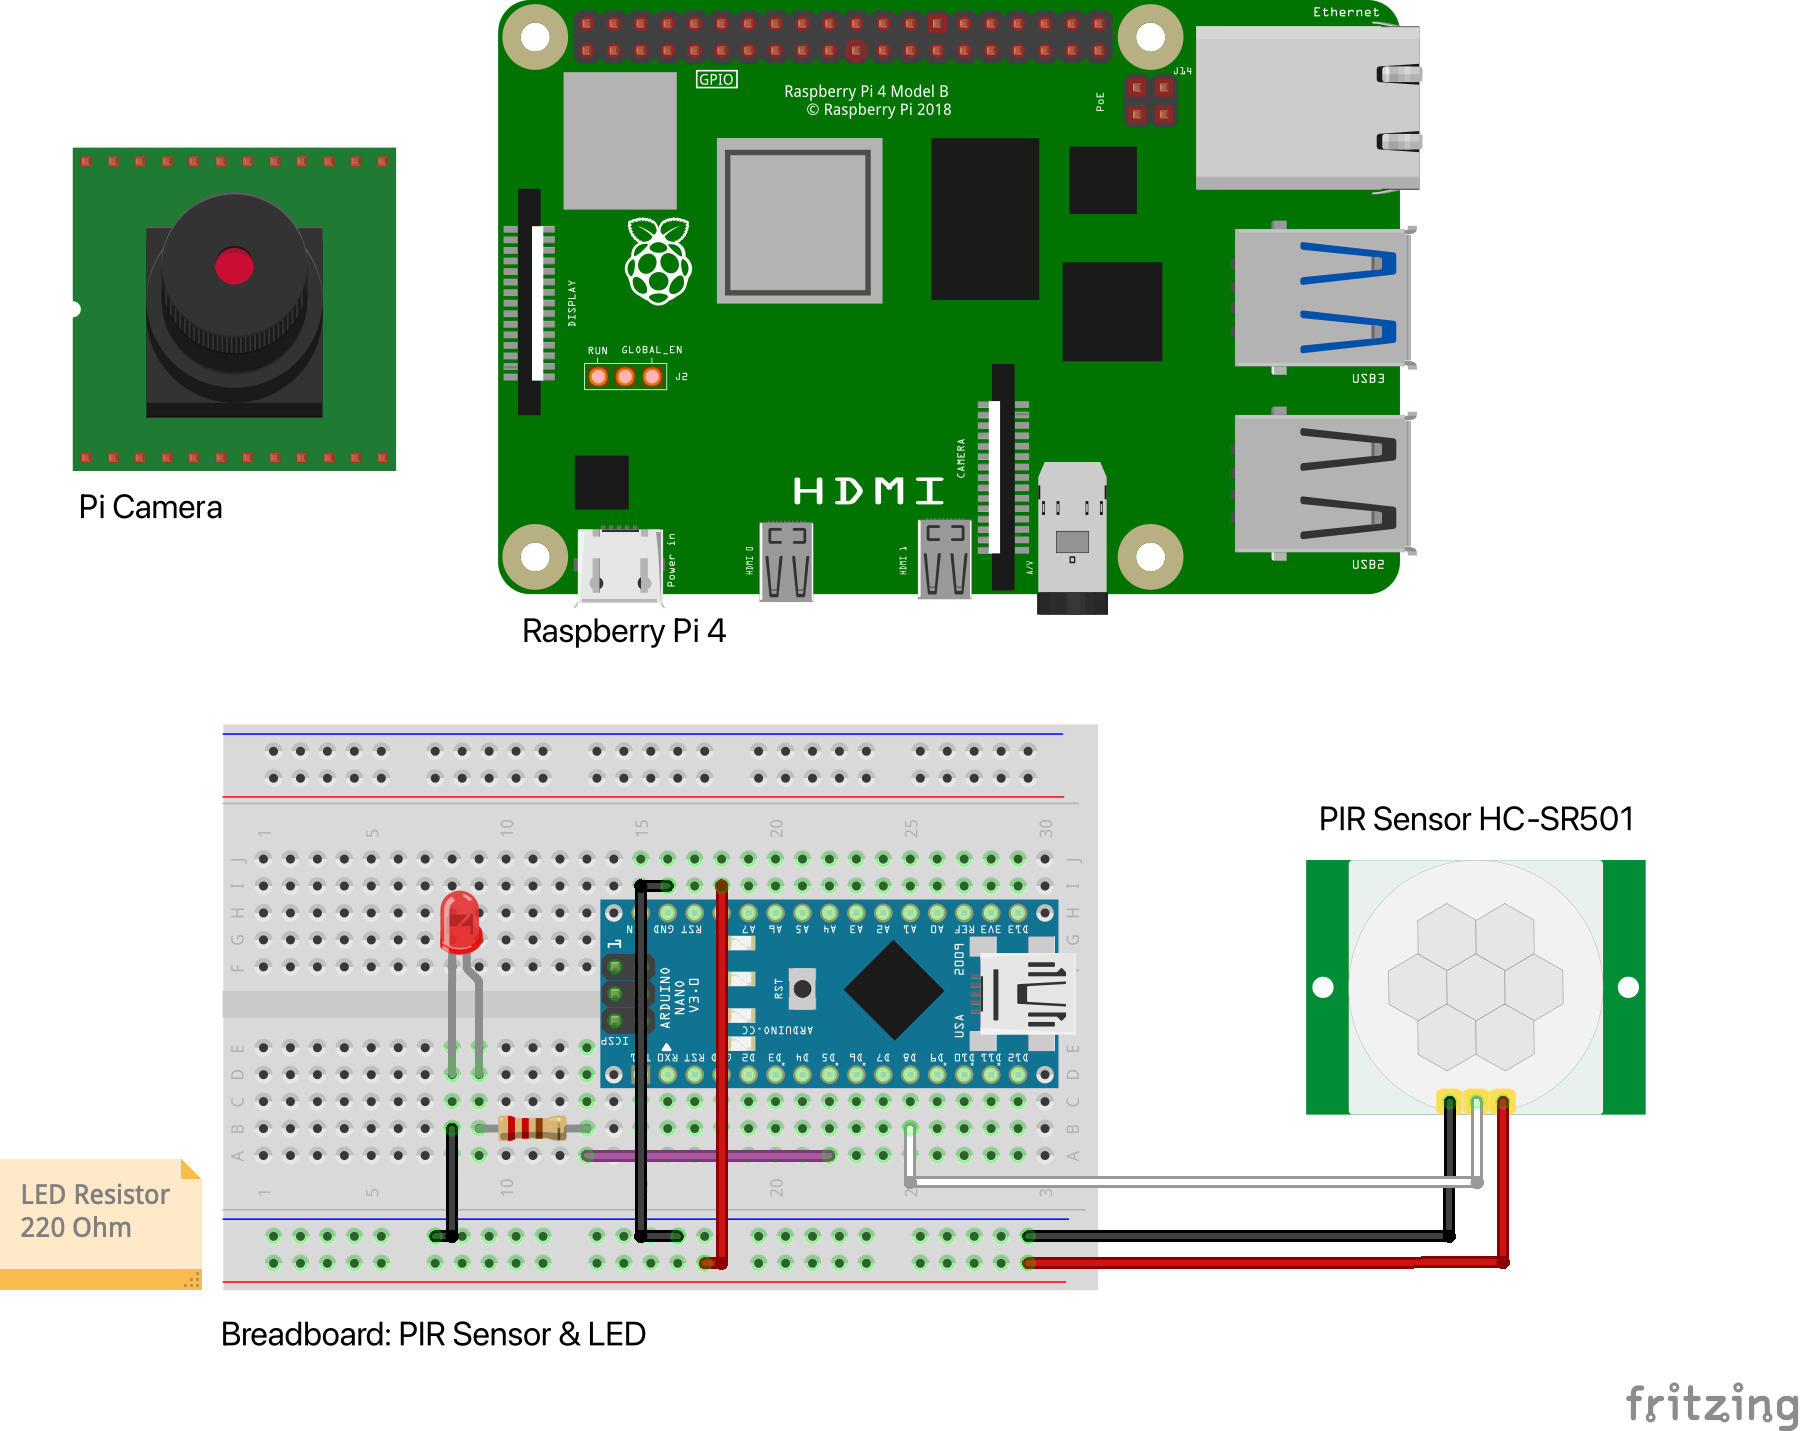 Ethernet
J14
GPIO
Raspberry Pi 4 Model B
© Raspberry Pi 2018
PoE
DISPLAY
RUN GLOBAL_EN
J2
USB3
CAMERA
HDMI
Power in
HDMI 0
HDMI 1
A/V
USB2
Pi Camera
Raspberry Pi 4
PIR Sensor HC-SR501
1 5 10 15 20 25 30
J J
I I
H H
GND RST A7 A6 A5 A4 A3 A2 A1 A0 REF 3V3 D13
G G
1
F
ARDUINO
NANO
V3.0
RST
2009
USA
ARDUINO.CC
ICSP
E E
RX0 RST D2 D3 D4 D5 D6 D7 D8 D9 D10 D11 D12
D D
C C
B B
A A
1 5 10 20
LED Resistor
220 Ohm
Breadboard: PIR Sensor & LED
fritzing